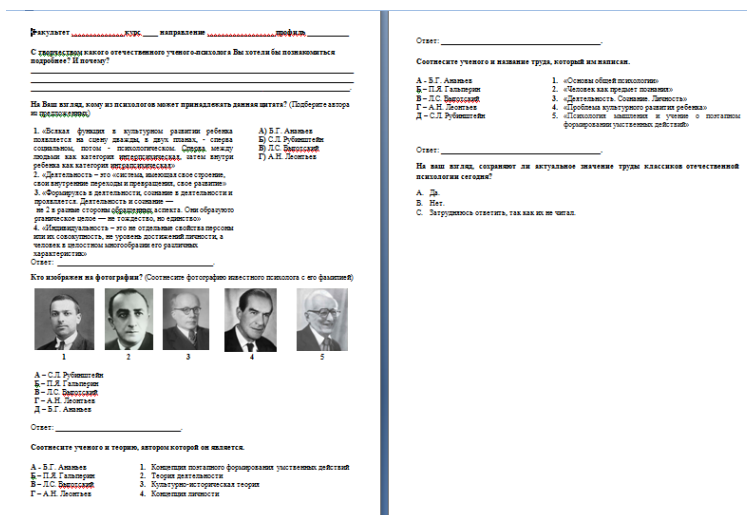 Факультет ________________курс ____ направление ____________________профиль ____________
С творчеством какого отечественного ученого-психолога Вы хотели бы познакомиться
подробнее? И почему?
На Ваш взгляд, кому из психологов может принадлежать данная цитата? (Подберите автора
из предложенных)
1. «Всякая функция в культурном развитии ребенка
появляется на сцену дважды, в двух планах, - сперва
социальном, потом - психологическом. Сперва между
людьми как категория интерпсихическая, затем внутри
ребенка как категория интрапсихическая»
2. «Деятельность – это «система, имеющая свое строение,
свои внутренние переходы и превращения, свое развитие»
3. «Формируясь в деятельности, сознание в деятельности и
проявляется. Деятельность и сознание —
не 2 в разные стороны обращенных аспекта. Они образуют
рганическое целое — не тождество, но единство»
4. «Индивидуальность – это не отдельные свойства персоны
или их совокупность, не уровень достижений личности, а
человек в целостном многообразии его различных
характеристик»
А) Б.Г. Ананьев
Б) С.Л. Рубинштейн
В) Л.С. Выготский
Г) А.Н. Леонтьев
Ответ: ________________________________________.
Кто изображен на фотографии? (Соотнесите фотографию известного психолога с его фамилией)
1 2 3 4 5
А – С.Л. Рубинштейн
Б – П.Я. Гальперин
В – Л.С. Выготский
Г – А.Н. Леонтьев
Д – Б.Г. Ананьев
Ответ: ________________________________.
Соотнесите ученого и теорию, автором которой он является.
А - Б.Г. Ананьев
Б – П.Я. Гальперин
В – Л.С. Выготский
Г – А.Н. Леонтьев
1. Концепция поэтапного формирования умственных действий
2. Теория деятельности
3. Культурно-историческая теория
4. Концепция личности
Ответ: ________________________________________.
Соотнесите ученого и название труда, который им написан.
А - Б.Г. Ананьев
Б – П.Я. Гальперин
В – Л.С. Выготский
Г – А.Н. Леонтьев
Д – С.Л. Рубинштейн
1. «Основы общей психологии»
2. «Человек как предмет познания»
3. «Деятельность. Сознание. Личность»
4. «Проблема культурного развития ребенка»
5. «Психология мышления и учение о поэтапном
формировании умственных действий»
Ответ: ________________________________________.
На ваш взгляд, сохраняют ли актуальное значение труды классиков отечественной
психологии сегодня?
A. Да.
B. Нет.
C. Затрудняюсь ответить, так как их не читал.